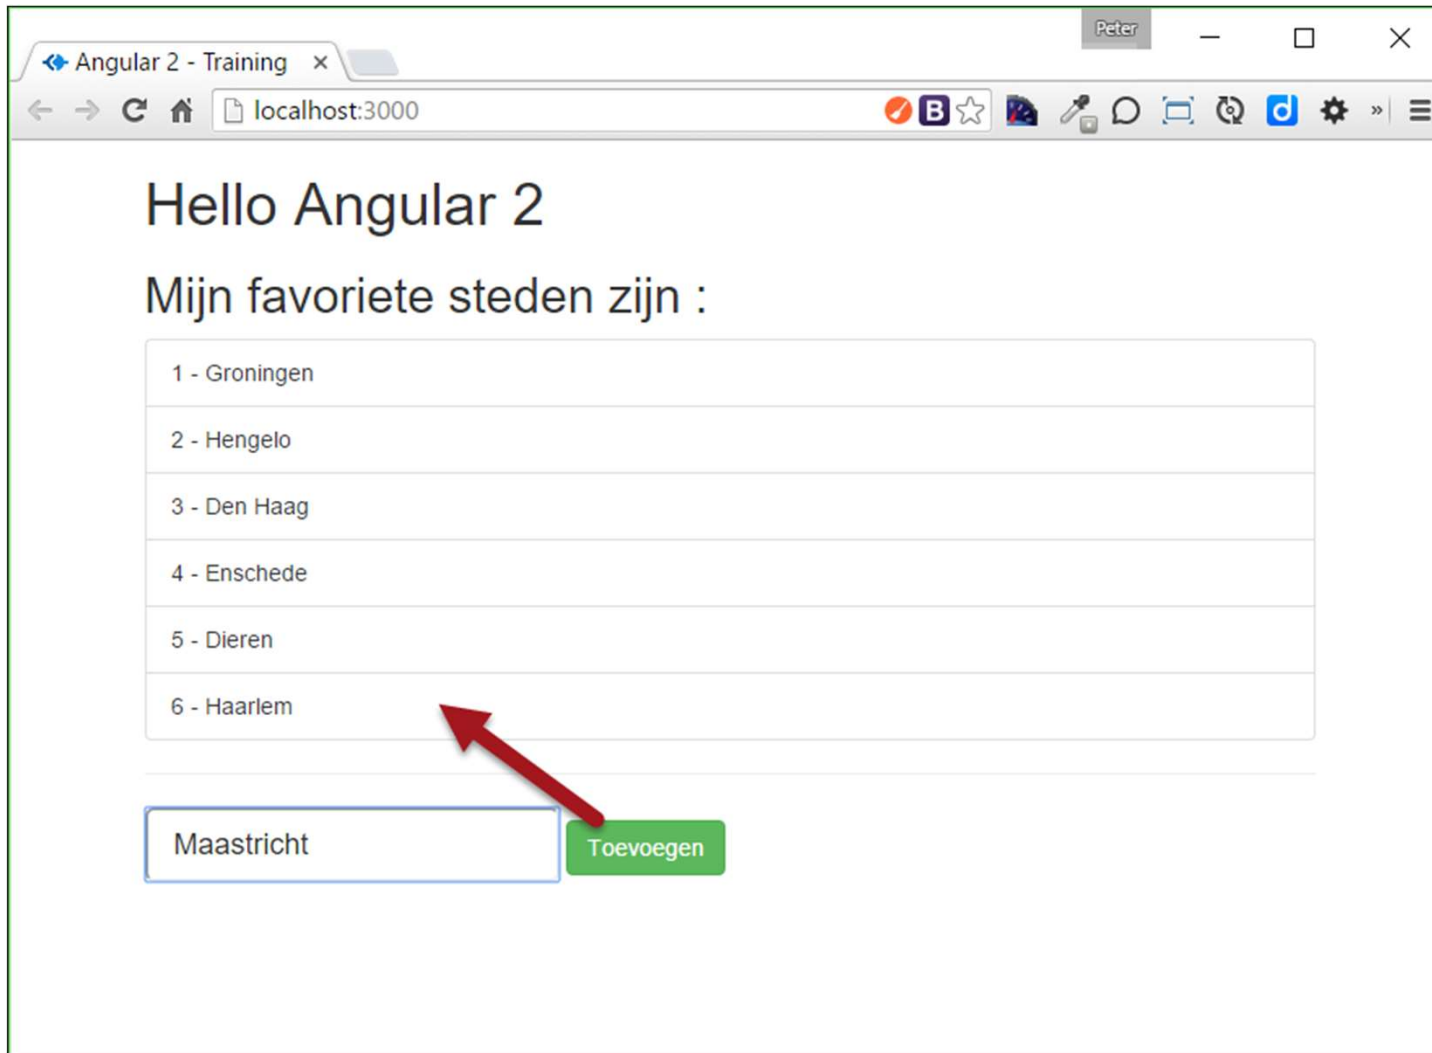 Peter
Angular 2 - Training
localhost:3000
Hello Angular 2
Mijn favoriete steden zijn :
1 - Groningen
2 - Hengelo
3 - Den Haag
4 - Enschede
5 - Dieren
6 - Haarlem
Maastricht
Toevoegen